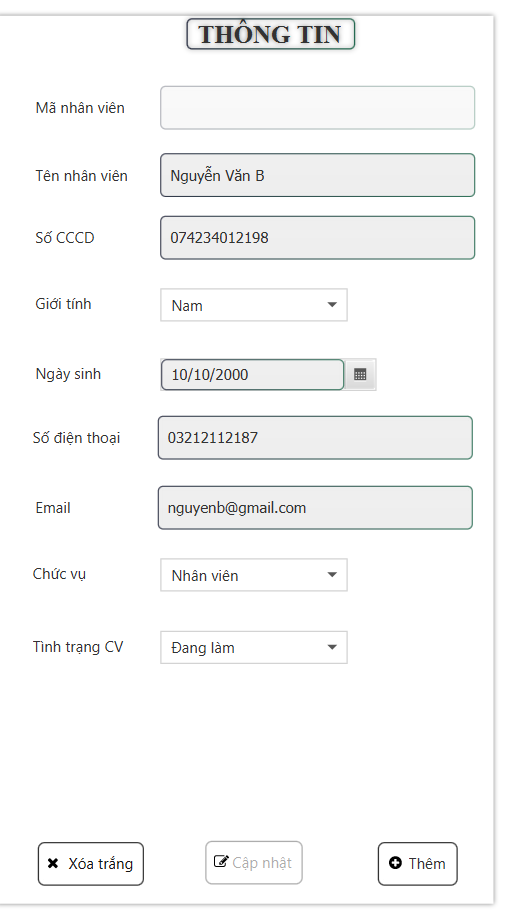 THÔNG TIN
Mã nhân viên
Tên nhân viên Nguyễn Văn B
Số CCCD 074234012198
Giới tính Nam
Ngày sinh 10/10/2000
Số điện thoại 03212112187
Email nguyenb@gmail.com
Chức vụ Nhân viên
Tình trạng CV Đang làm
Xóa trắng Cập nhật Thêm